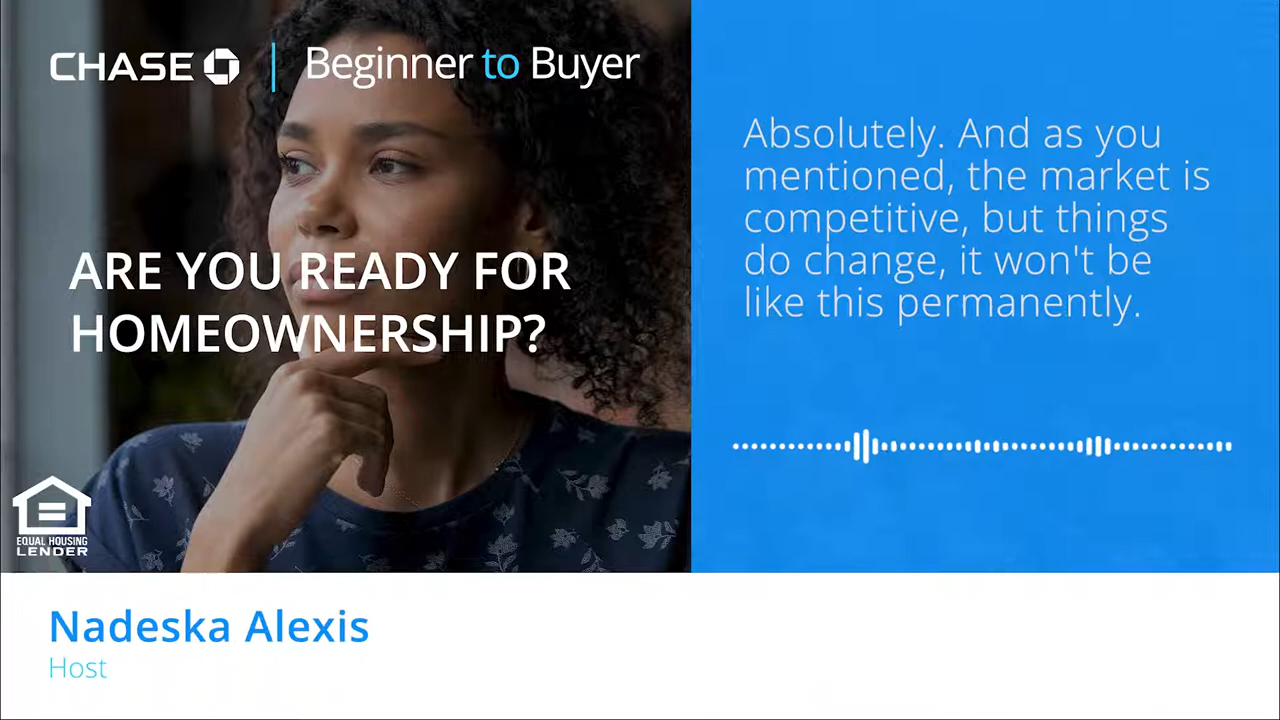 CHASE
Beginner to Buyer
ARE YOU READY FOR
HOMEOWNERSHIP?
EQUAL HOUSING
LENDER
Absolutely. And as you
mentioned, the market is
competitive, but things
do change, it won't be
like this permanently.
Nadeska Alexis
Host